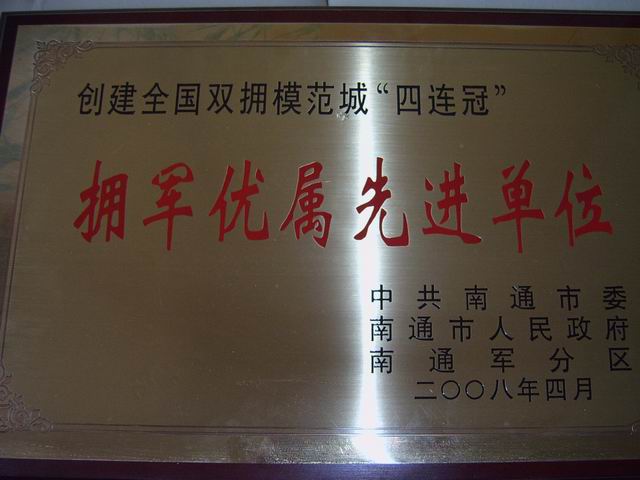 创建全国双拥模范城“四连冠”
拥军优属先进单位
中共南通市委
南通市人民政府
南通军分区
二〇〇八年四月